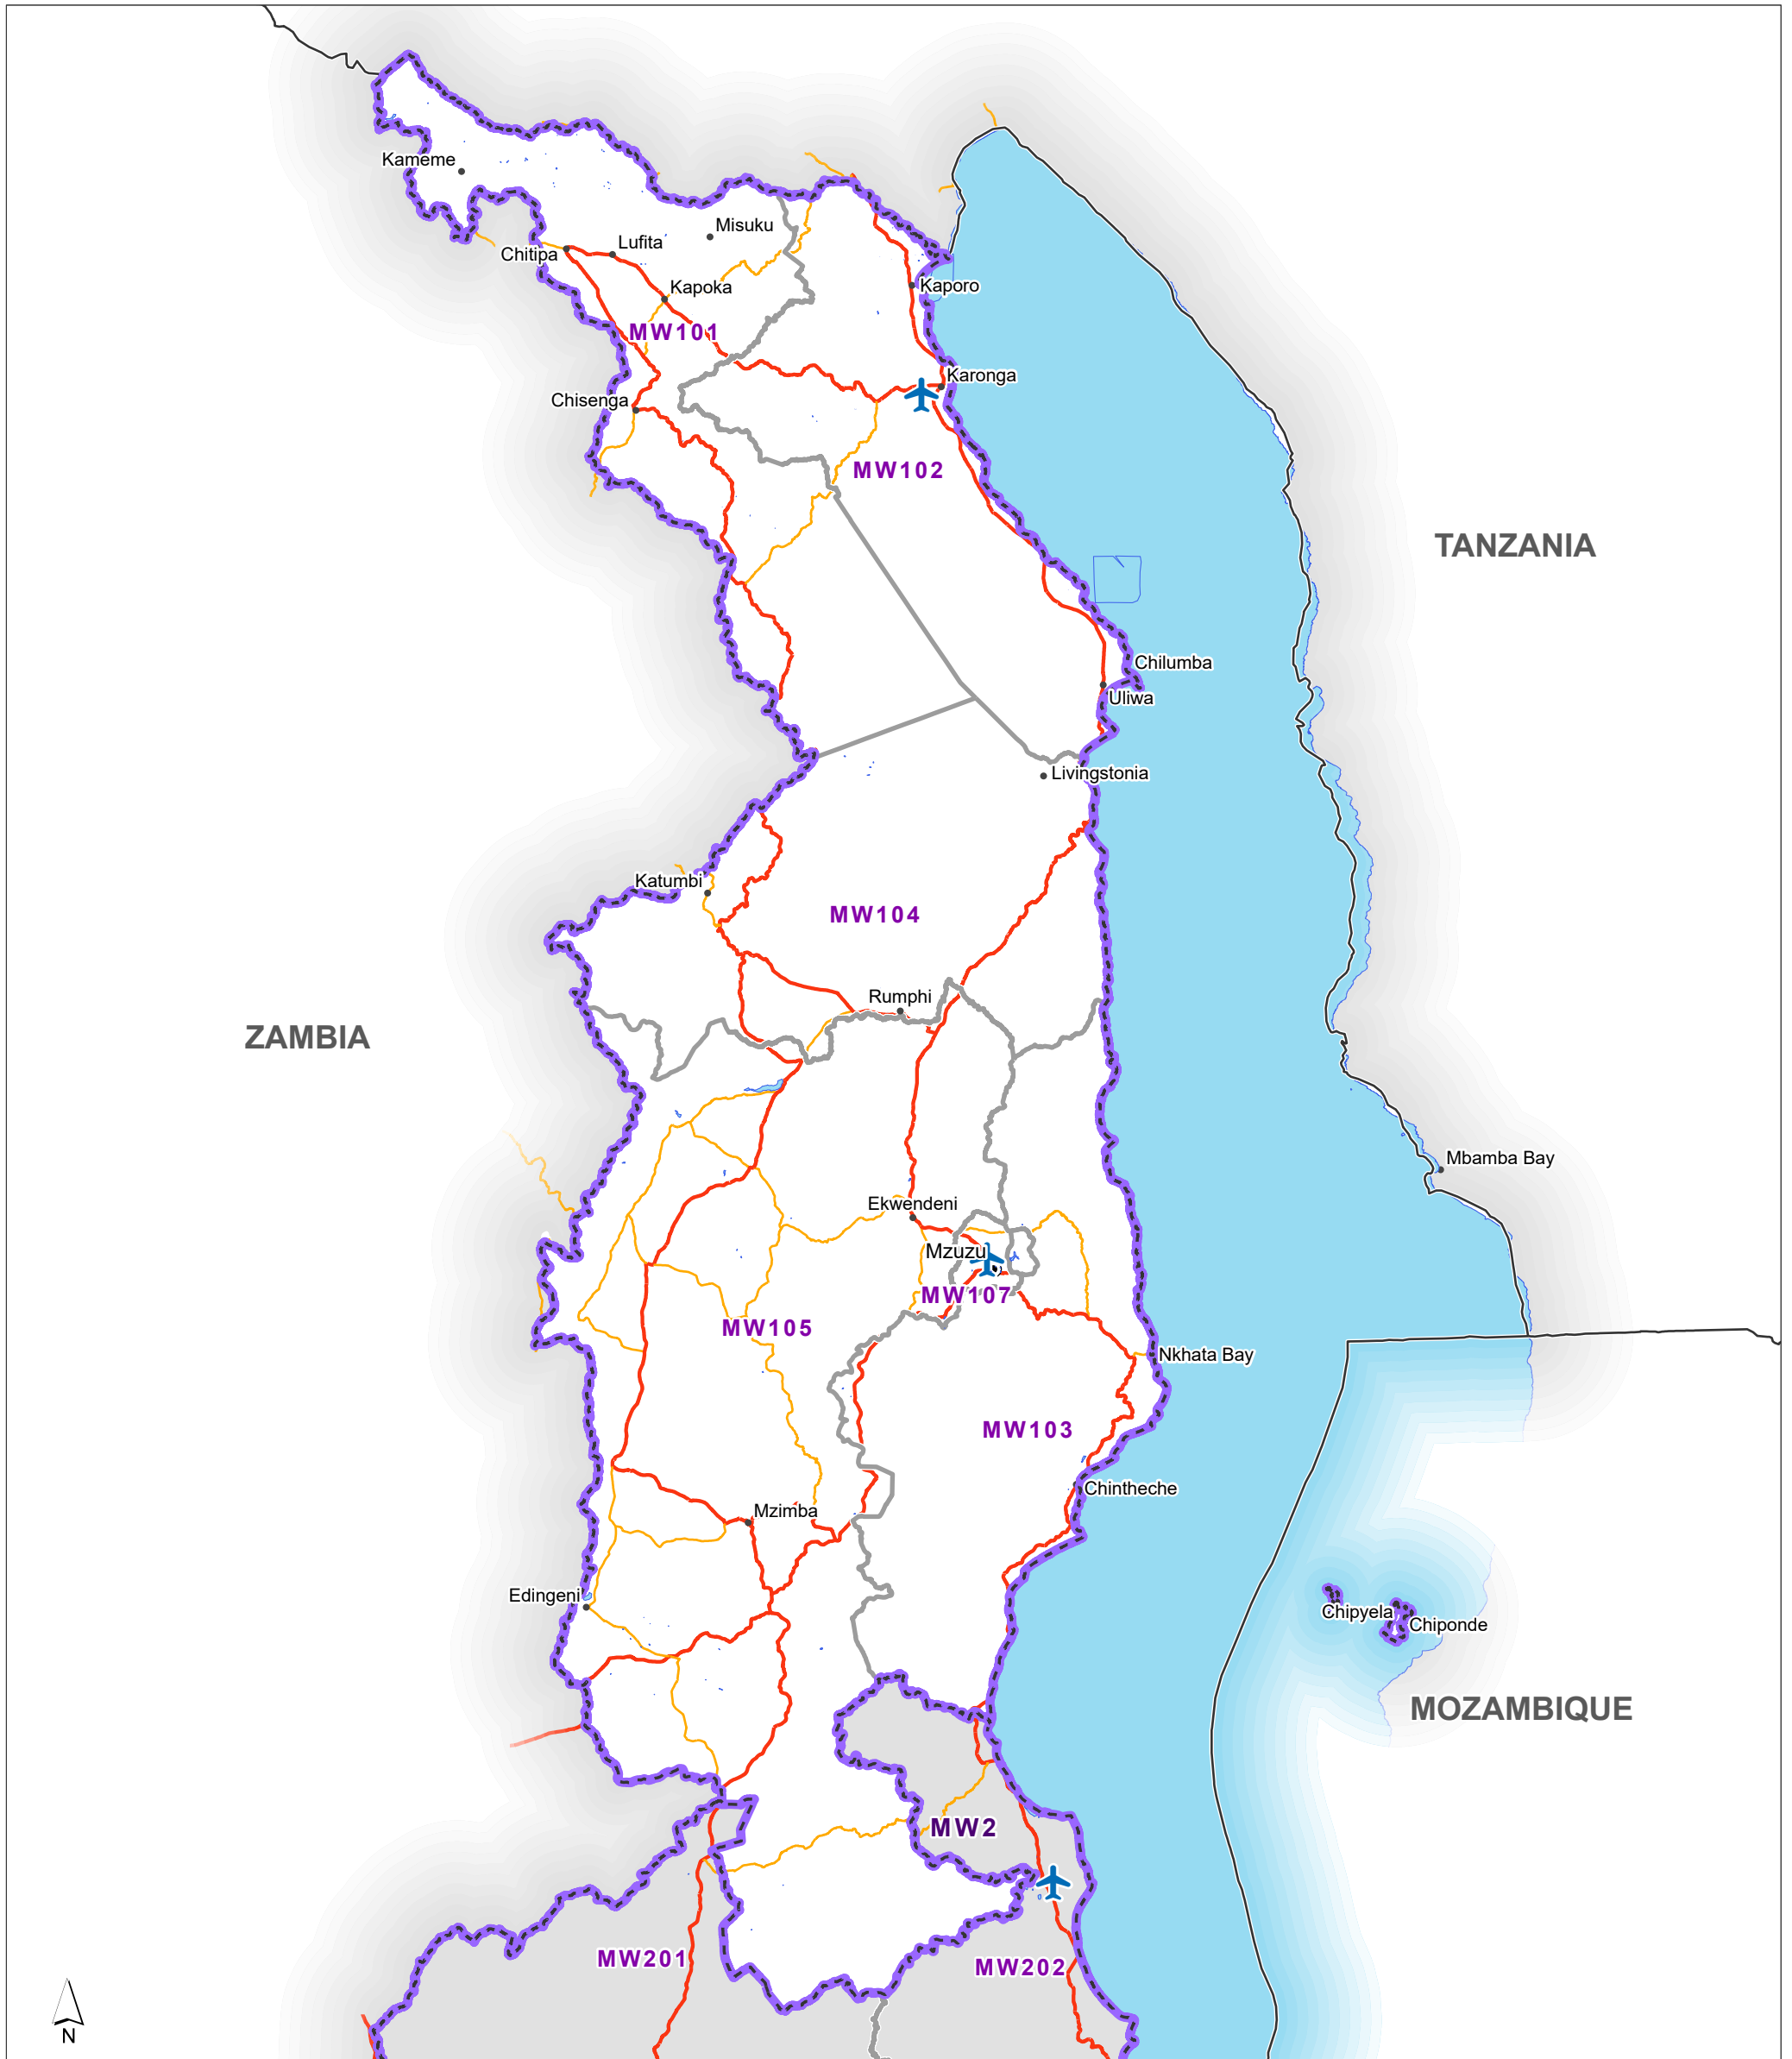 Kameme
Misuku
Lufita
Chitipa
Kapoka
Kaporo
MW101
Karonga
Chisenga
MW102
TANZANIA
Chilumba
Uliwa
Livingstonia
Katumbi
MW104
Rumphi
ZAMBIA
Mbamba Bay
Ekwendeni
Mzuzu
MW107
MW105
Nkhata Bay
MW103
Chintheche
Mzimba
Edingeni
Chipyela
Chiponde
MOZAMBIQUE
MW2
MW201
MW202
N